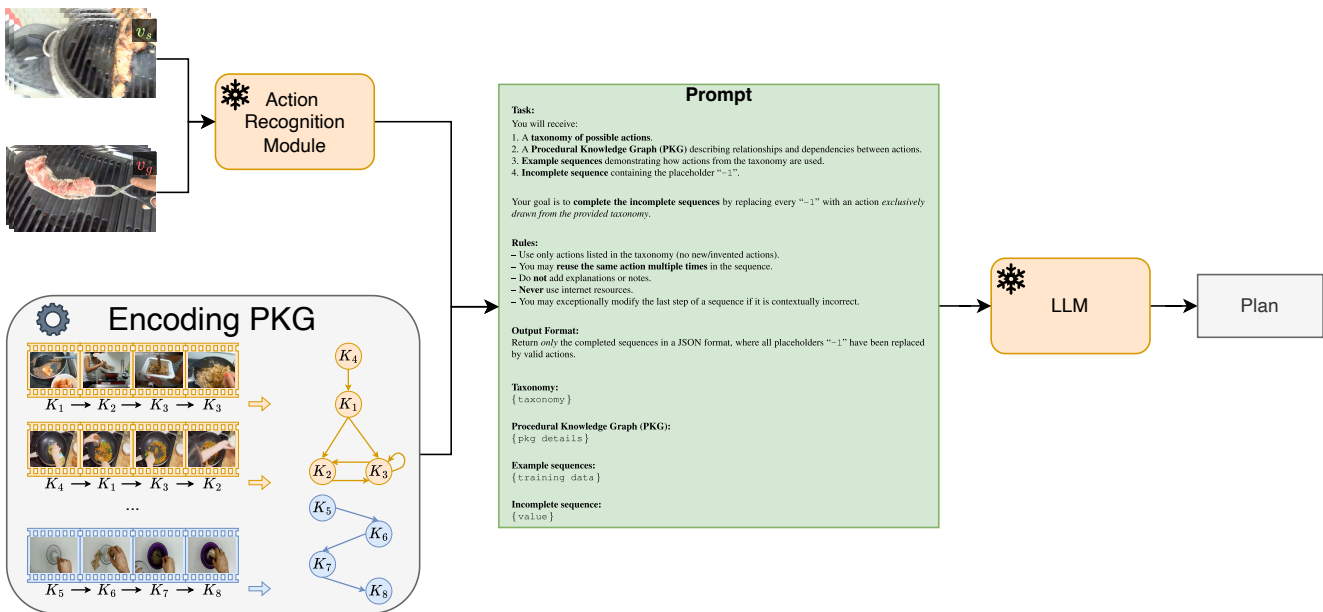 v_s
Action
Recognition
Module
v_g
Encoding PKG
K_1 → K_2 → K_3 → K_3
K_4 → K_1 → K_3 → K_2
...
K_5 → K_6 → K_7 → K_8
K_4
K_1
K_2
K_3
K_5
K_6
K_7
K_8
Prompt
Task:
You will receive:
1. A taxonomy of possible actions.
2. A Procedural Knowledge Graph (PKG) describing relationships and dependencies between actions.
3. Example sequences demonstrating how actions from the taxonomy are used.
4. Incomplete sequence containing the placeholder “-1”.
Your goal is to complete the incomplete sequences by replacing every “-1” with an action exclusively
drawn from the provided taxonomy.
Rules:
– Use only actions listed in the taxonomy (no new/invented actions).
– You may reuse the same action multiple times in the sequence.
– Do not add explanations or notes.
– Never use internet resources.
– You may exceptionally modify the last step of a sequence if it is contextually incorrect.
Output Format:
Return only the completed sequences in a JSON format, where all placeholders “-1” have been replaced
by valid actions.
Taxonomy:
{taxonomy}
Procedural Knowledge Graph (PKG):
{pkg details}
Example sequences:
{training data}
Incomplete sequence:
{value}
LLM
Plan